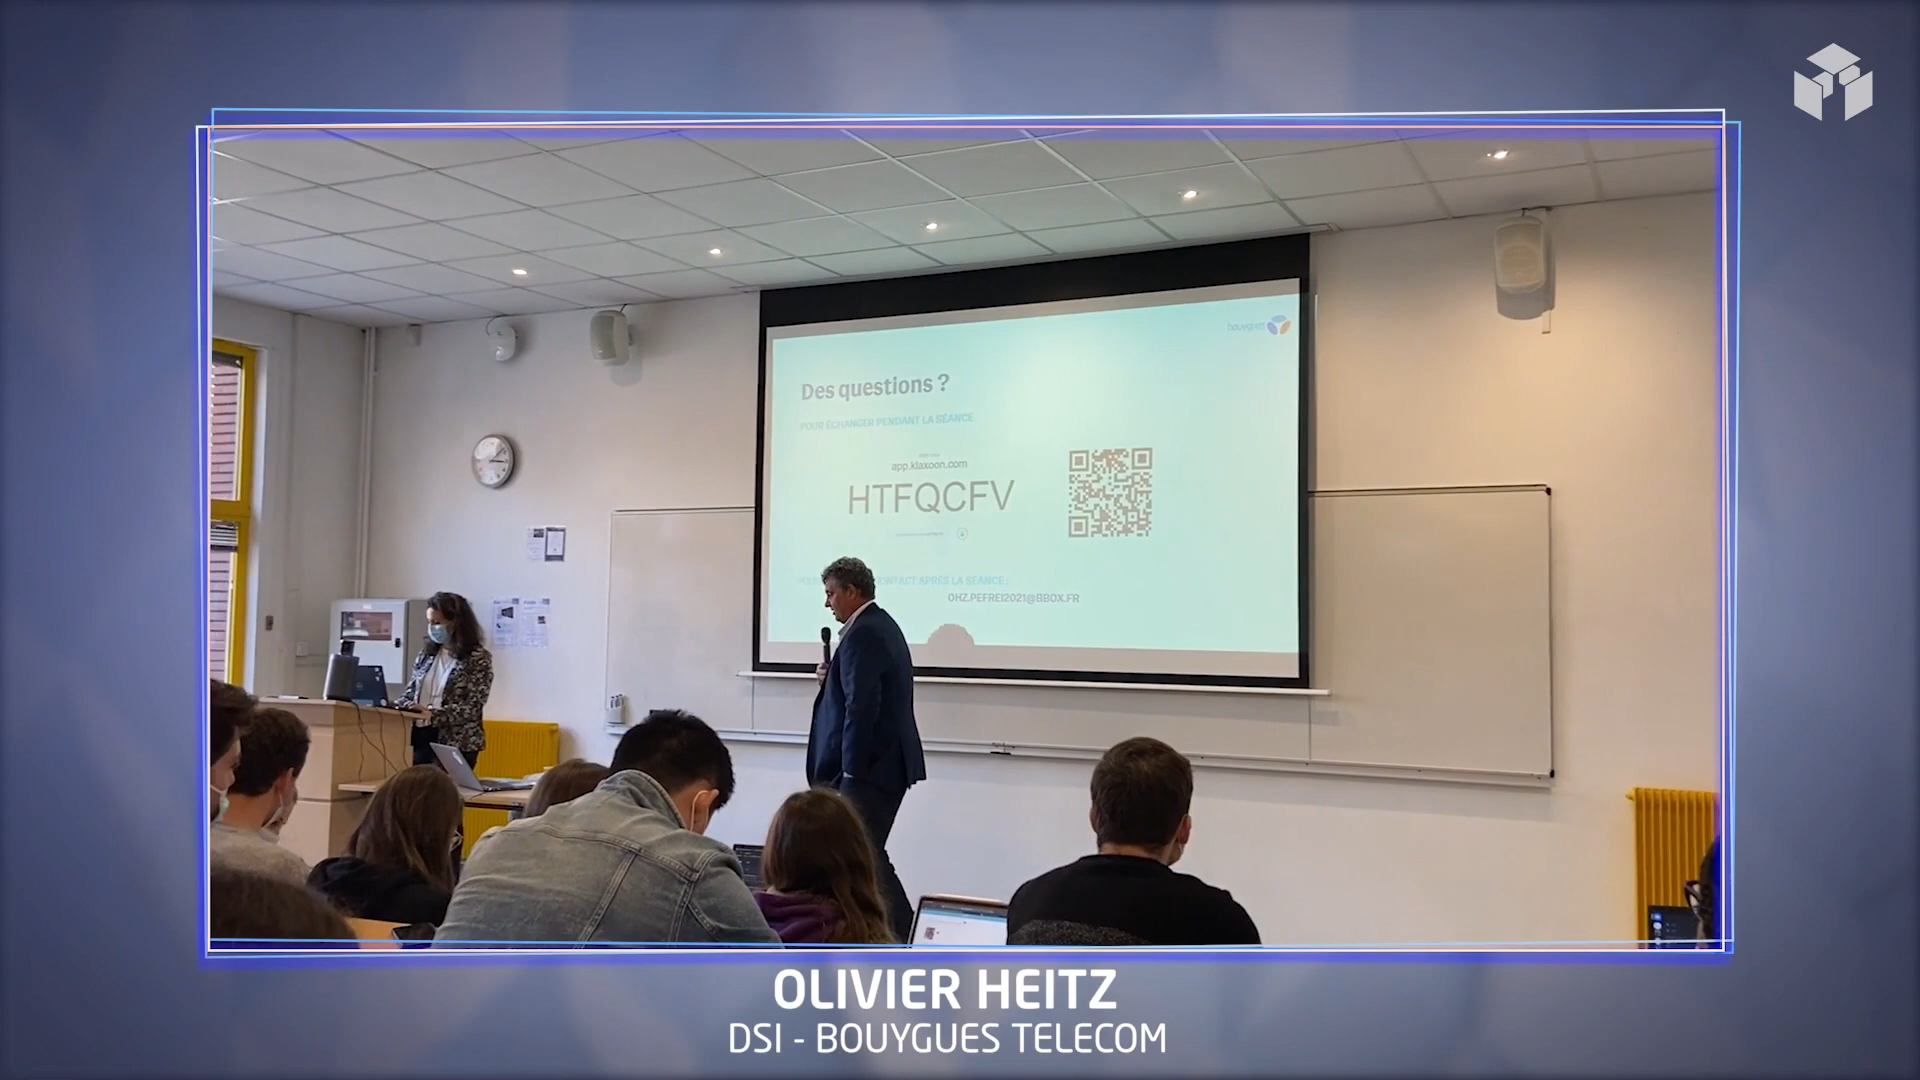 bouygues
Des questions ?
POUR ÉCHANGER PENDANT LA SÉANCE
app.klaxoon.com
HTFQCFV
CONTACT APRÈS LA SÉANCE :
OHZ.PEFREI2021@BBOX.FR
OLIVIER HEITZ
DSI - BOUYGUES TELECOM